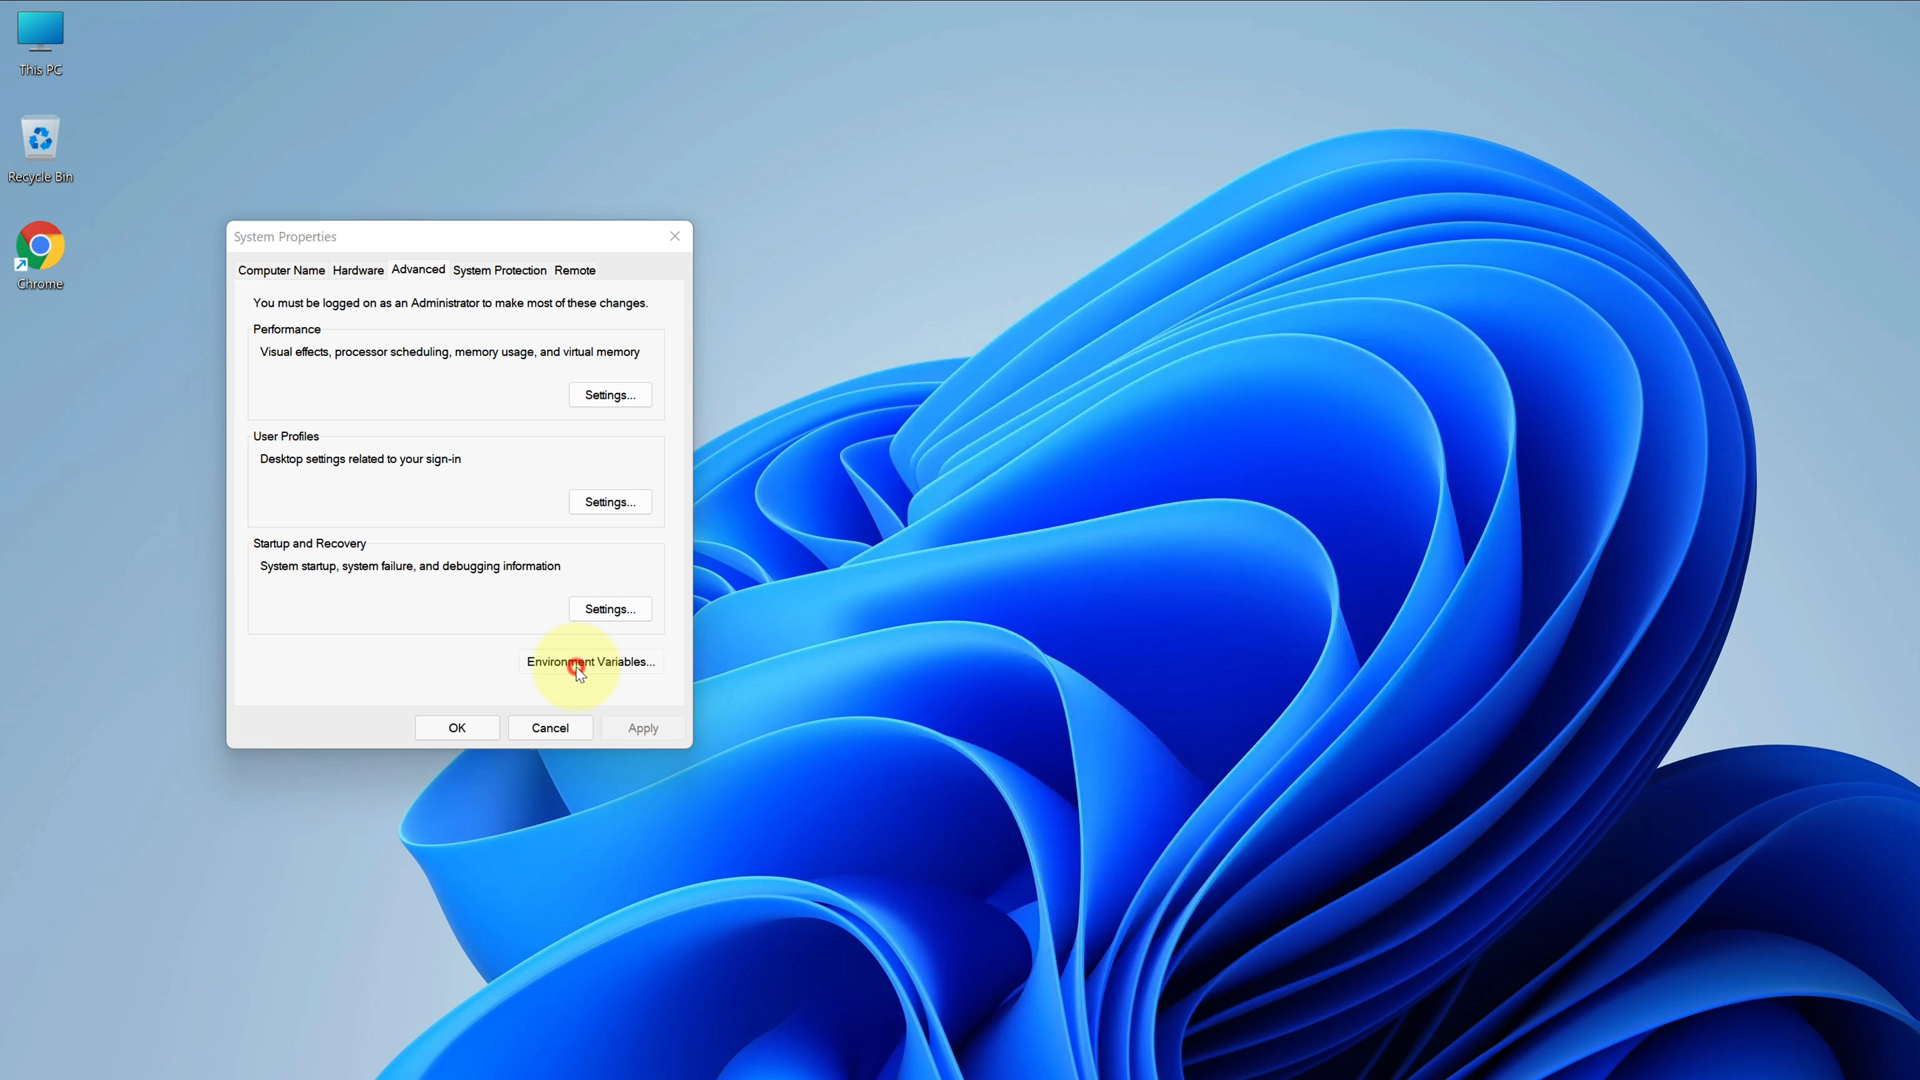 This PC
Recycle Bin
Chrome
System Properties
Computer Name Hardware Advanced System Protection Remote
You must be logged on as an Administrator to make most of these changes.
Performance
Visual effects, processor scheduling, memory usage, and virtual memory
Settings...
User Profiles
Desktop settings related to your sign-in
Settings...
Startup and Recovery
System startup, system failure, and debugging information
Settings...
Environment Variables...
OK Cancel Apply